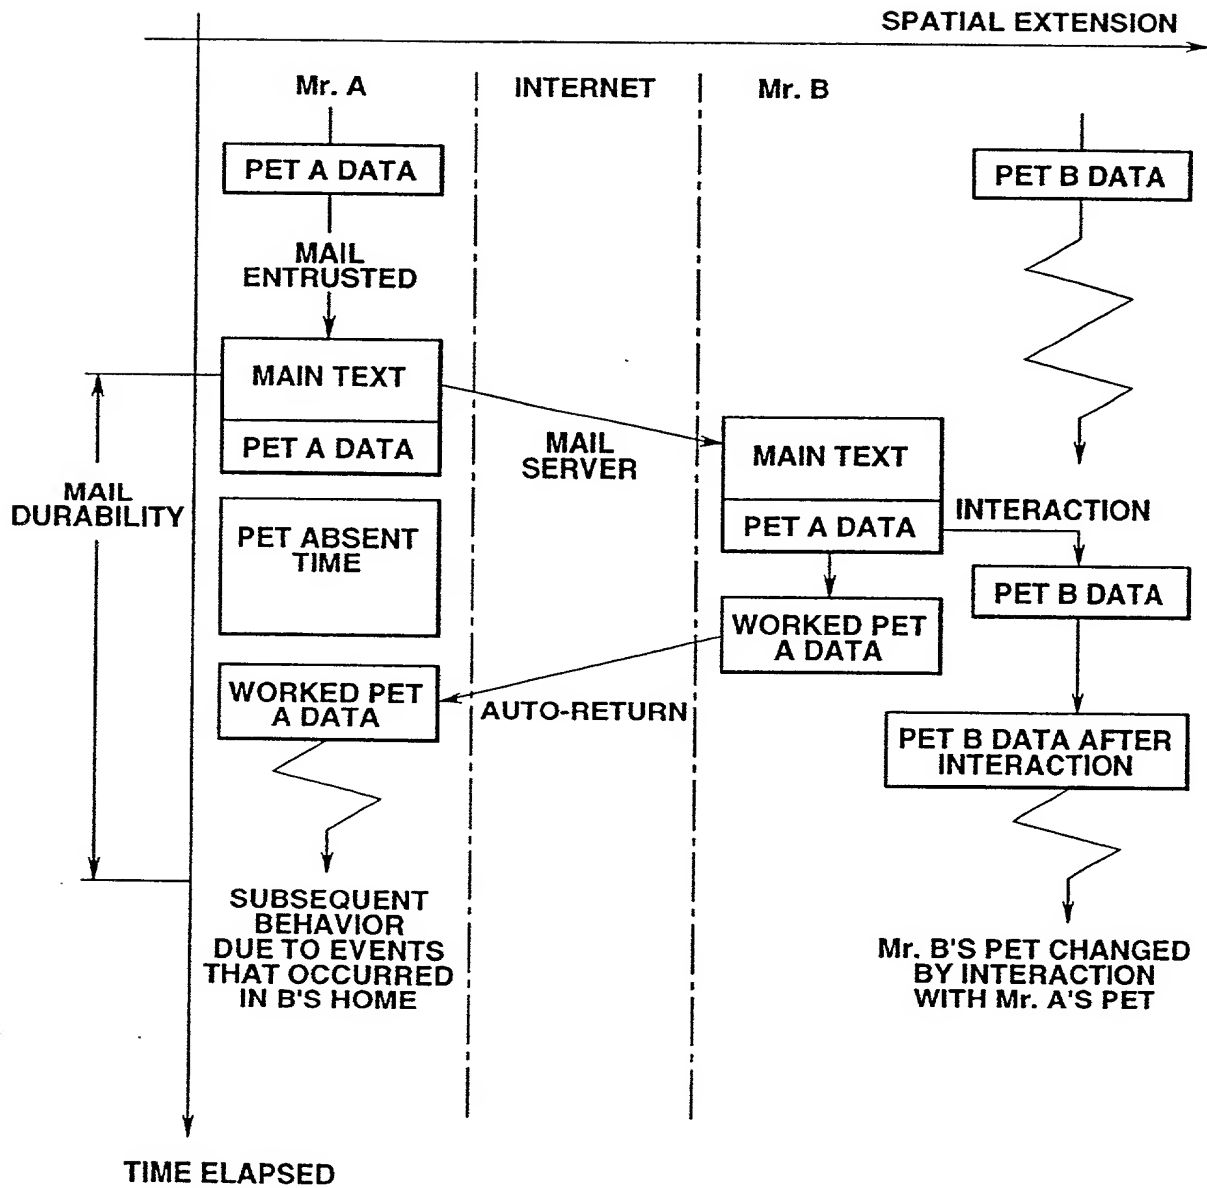 SPATIAL EXTENSION
Mr. A
INTERNET
Mr. B
PET A DATA
PET B DATA
MAIL
ENTRUSTED
MAIN TEXT
PET A DATA
MAIL
SERVER
MAIN TEXT
PET A DATA
INTERACTION
MAIL
DURABILITY
PET ABSENT
TIME
PET B DATA
WORKED PET
A DATA
WORKED PET
A DATA
AUTO-RETURN
PET B DATA AFTER
INTERACTION
SUBSEQUENT
BEHAVIOR
DUE TO EVENTS
THAT OCCURRED
IN B'S HOME
Mr. B'S PET CHANGED
BY INTERACTION
WITH Mr. A'S PET
TIME ELAPSED